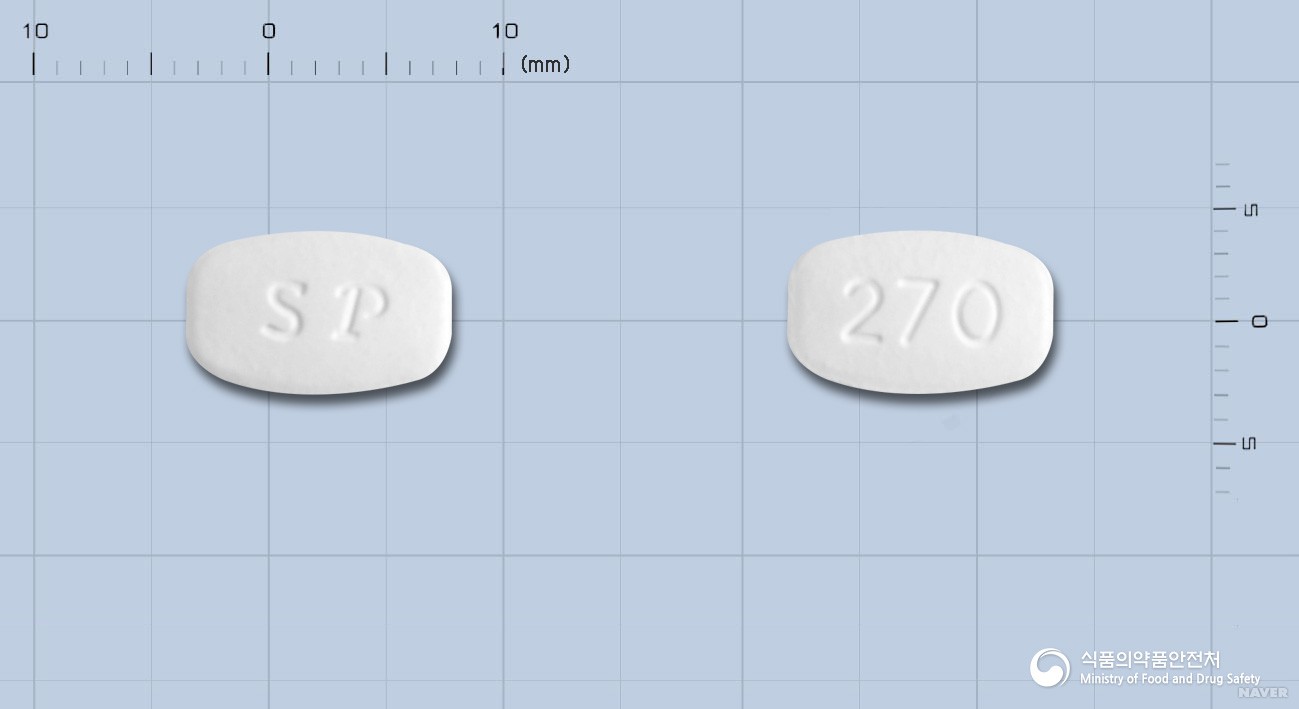 10 0 10
(mm)
5
SP 270
0
5
식품의약품안전처
Ministry of Food and Drug Safety
NAVER